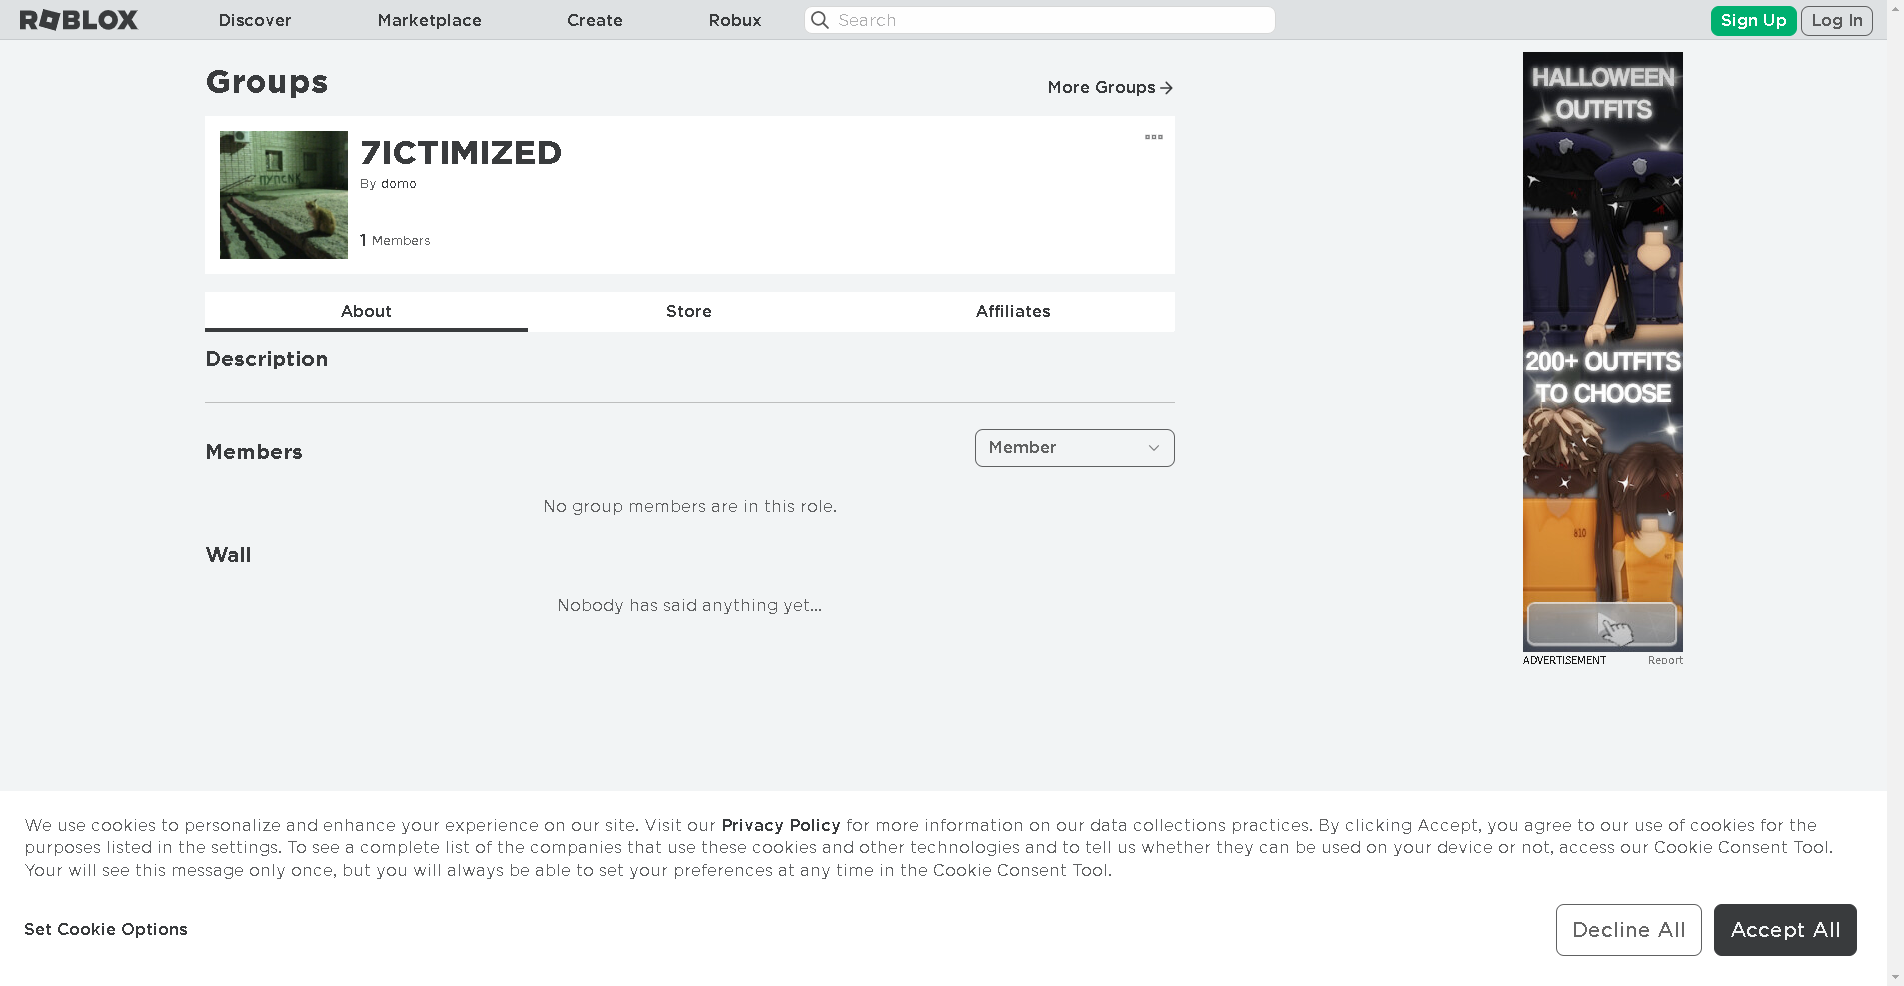 ROBLOX
Discover
Marketplace
Create
Robux
Search
Sign Up
Log In
Groups
More Groups
7ICTIMIZED
By domo
1 Members
About
Store
Affiliates
Description
Members
Member
No group members are in this role.
Wall
Nobody has said anything yet...
HALLOWEEN
OUTFITS
200+ OUTFITS
TO CHOOSE
810
ADVERTISEMENT
Report
We use cookies to personalize and enhance your experience on our site. Visit our Privacy Policy for more information on our data collections practices. By clicking Accept, you agree to our use of cookies for the
purposes listed in the settings. To see a complete list of the companies that use these cookies and other technologies and to tell us whether they can be used on your device or not, access our Cookie Consent Tool.
Your will see this message only once, but you will always be able to set your preferences at any time in the Cookie Consent Tool.
Set Cookie Options
Decline All
Accept All